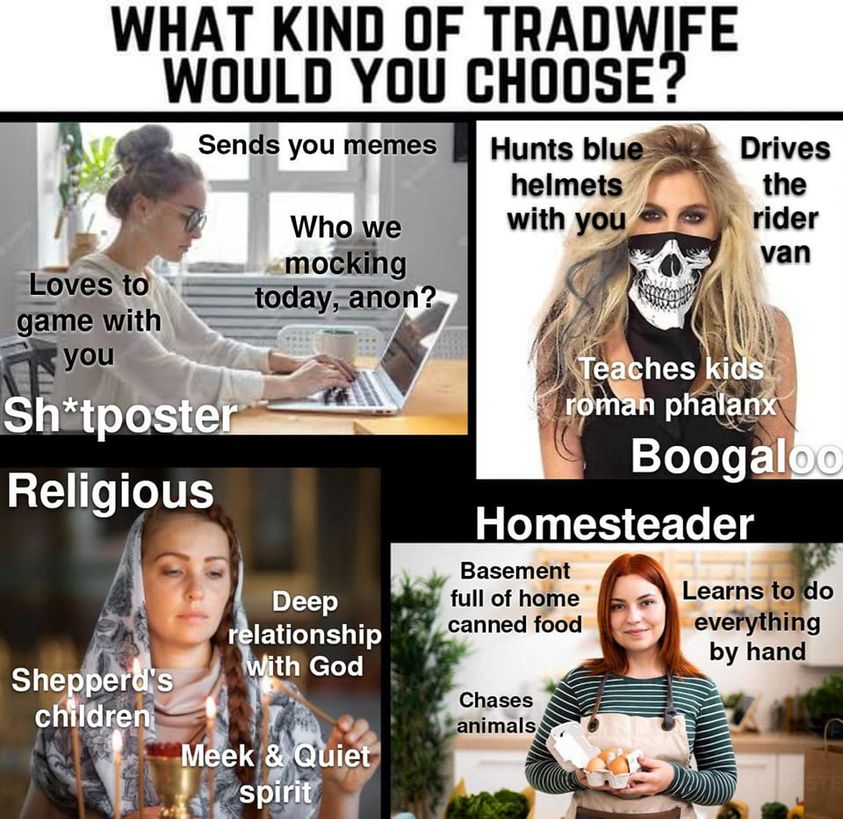 WHAT KIND OF TRADWIFE
WOULD YOU CHOOSE?
Sends you memes
Who we
mocking
today, anon?
Loves to
game with
you
Sh*tposter
Hunts blue
helmets
with you
Drives
the
rider
van
Teaches kids
roman phalanx
Boogaloo
Religious
Deep
relationship
with God
Shepperd's
children
Meek & Quiet
spirit
Homesteader
Basement
full of home
canned food
Learns to do
everything
by hand
Chases
animals